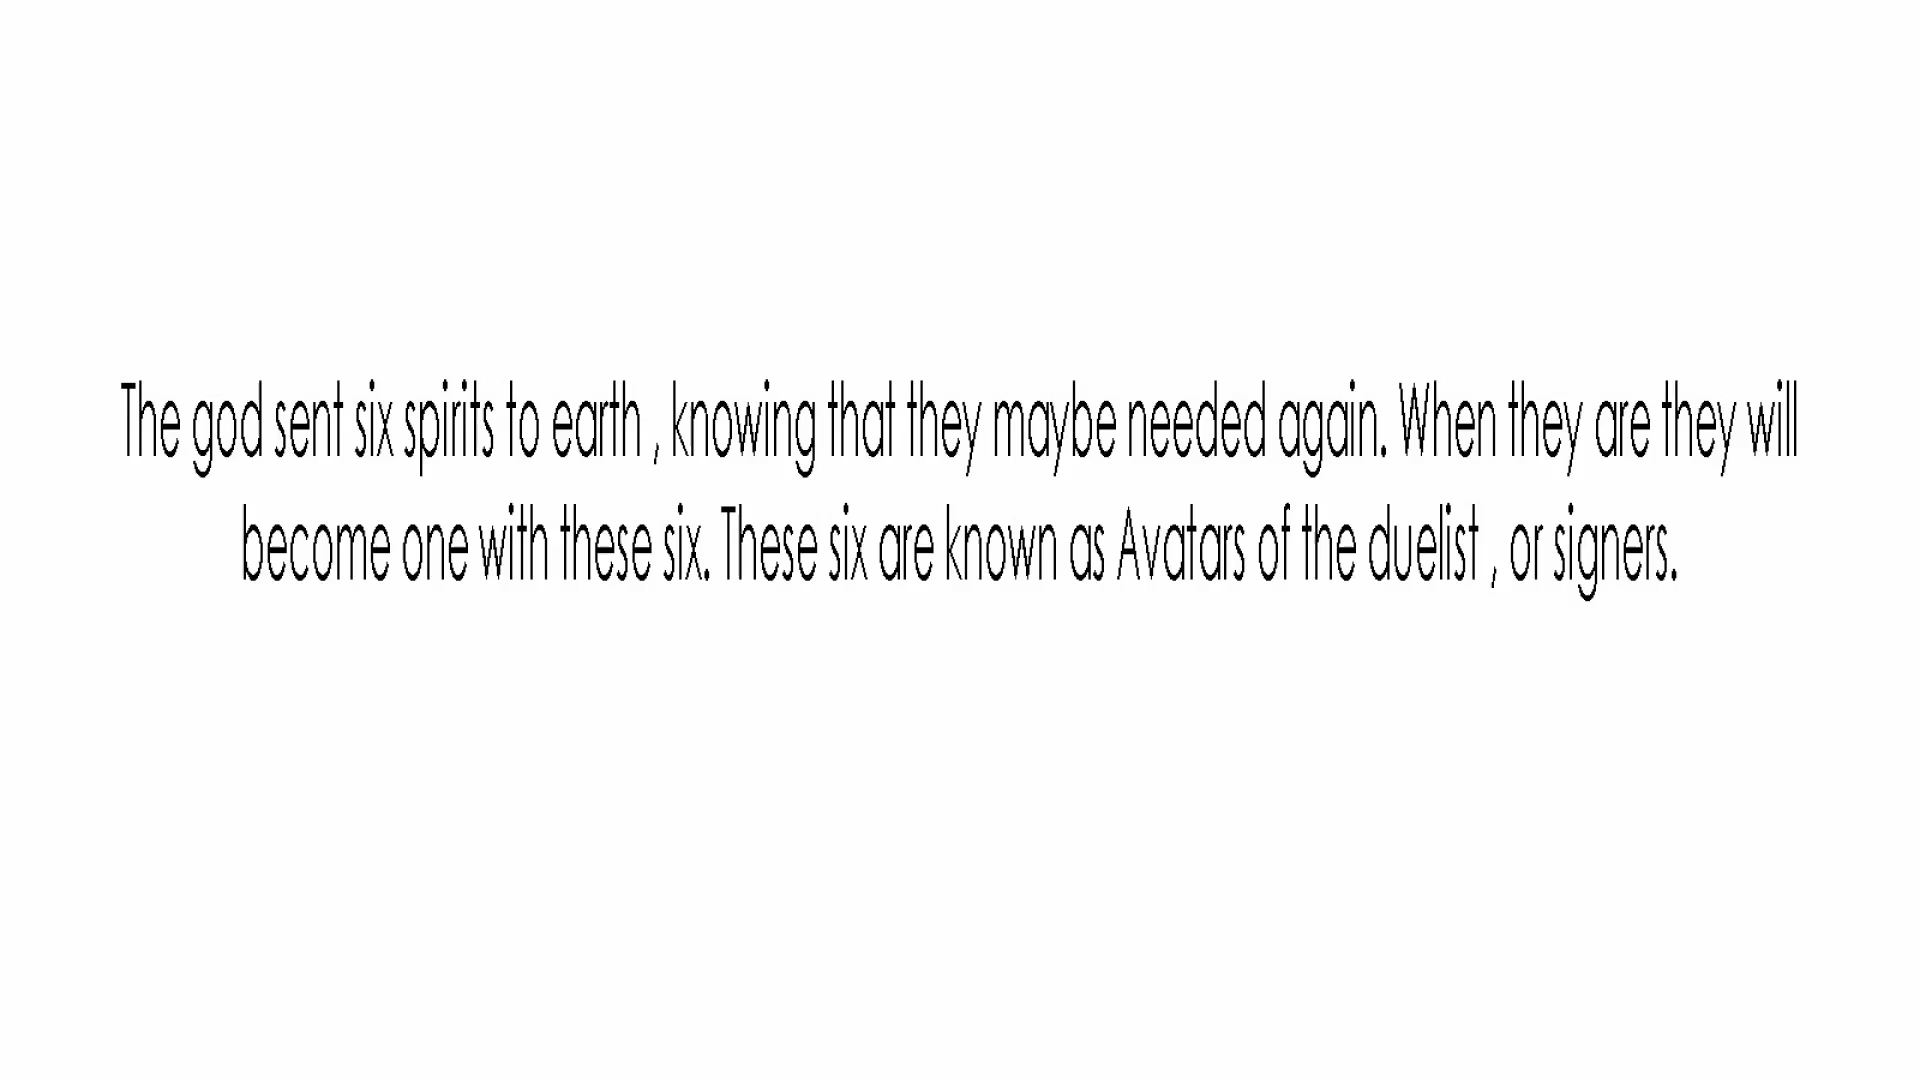 The god sent six spirits to earth , knowing that they maybe needed again. When they are they will
become one with these six. These six are known as Avatars of the duelist , or signers.